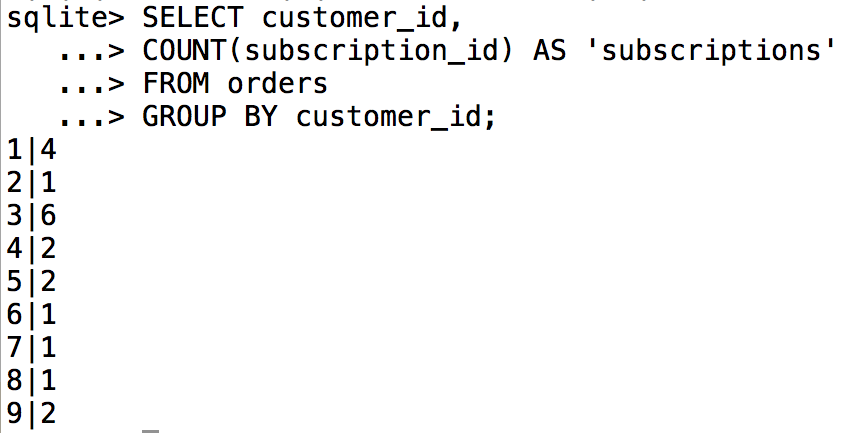 sqlite> SELECT customer_id,
   ...> COUNT(subscription_id) AS 'subscriptions'
   ...> FROM orders
   ...> GROUP BY customer_id;
1|4
2|1
3|6
4|2
5|2
6|1
7|1
8|1
9|2